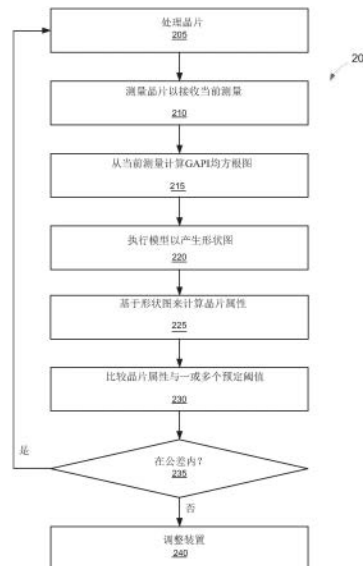 处理晶片
205
20
测量晶片以接收当前测量
210
从当前测量计算GAPI均方根图
215
执行模型以产生形状图
220
基于形状图来计算晶片属性
225
比较晶片属性与一或多个预定阈值
230
是
在公差内?
235
否
调整装置
240